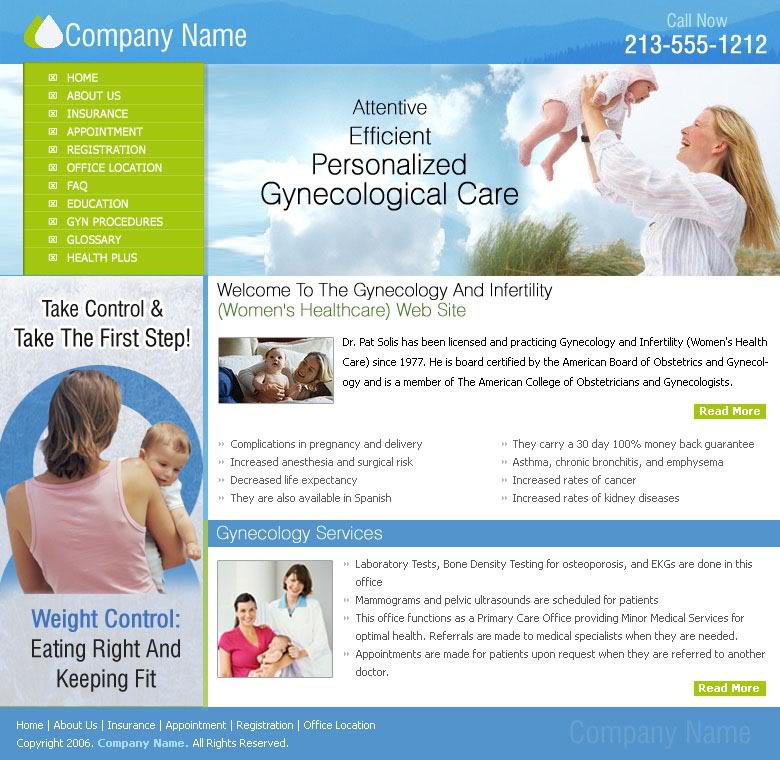 Company Name
Call Now
213-555-1212
HOME
ABOUT US
INSURANCE
APPOINTMENT
REGISTRATION
OFFICE LOCATION
FAQ
EDUCATION
GYN PROCEDURES
GLOSSARY
HEALTH PLUS
Attentive
Efficient
Personalized
Gynecological Care
Take Control &
Take The First Step!
Weight Control:
Eating Right And
Keeping Fit
Welcome To The Gynecology And Infertility
(Women's Healthcare) Web Site
Dr. Pat Solis has been licensed and practicing Gynecology and Infertility (Women's Health
Care) since 1977. He is board certified by the American Board of Obstetrics and Gynecol-
ogy and is a member of The American College of Obstetricians and Gynecologists.
Read More
Complications in pregnancy and delivery
Increased anesthesia and surgical risk
Decreased life expectancy
They are also available in Spanish
They carry a 30 day 100% money back guarantee
Asthma, chronic bronchitis, and emphysema
Increased rates of cancer
Increased rates of kidney diseases
Gynecology Services
Laboratory Tests, Bone Density Testing for osteoporosis, and EKGs are done in this
office
Mammograms and pelvic ultrasounds are scheduled for patients
This office functions as a Primary Care Office providing Minor Medical Services for
optimal health. Referrals are made to medical specialists when they are needed.
Appointments are made for patients upon request when they are referred to another
doctor.
Read More
Home | About Us | Insurance | Appointment | Registration | Office Location
Copyright 2006. Company Name. All Rights Reserved.
Company Name